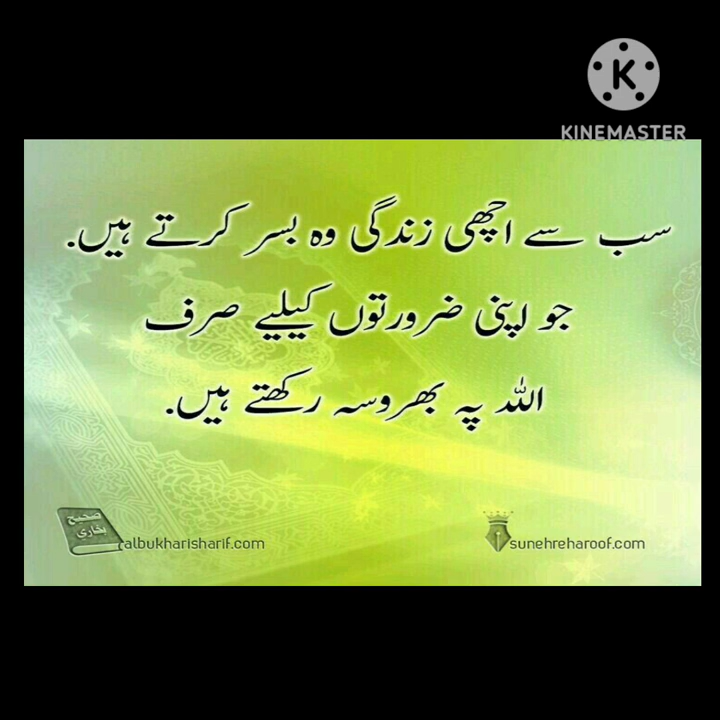 KINEMASTER
سب سے اچھی زندگی وہ بسر کرتے ہیں۔
جو اپنی ضرورتوں کیلیے صرف
اللہ پہ بھروسہ رکھتے ہیں۔
صحیح
بخاری
albukharisharif.com
sunehreharoof.com